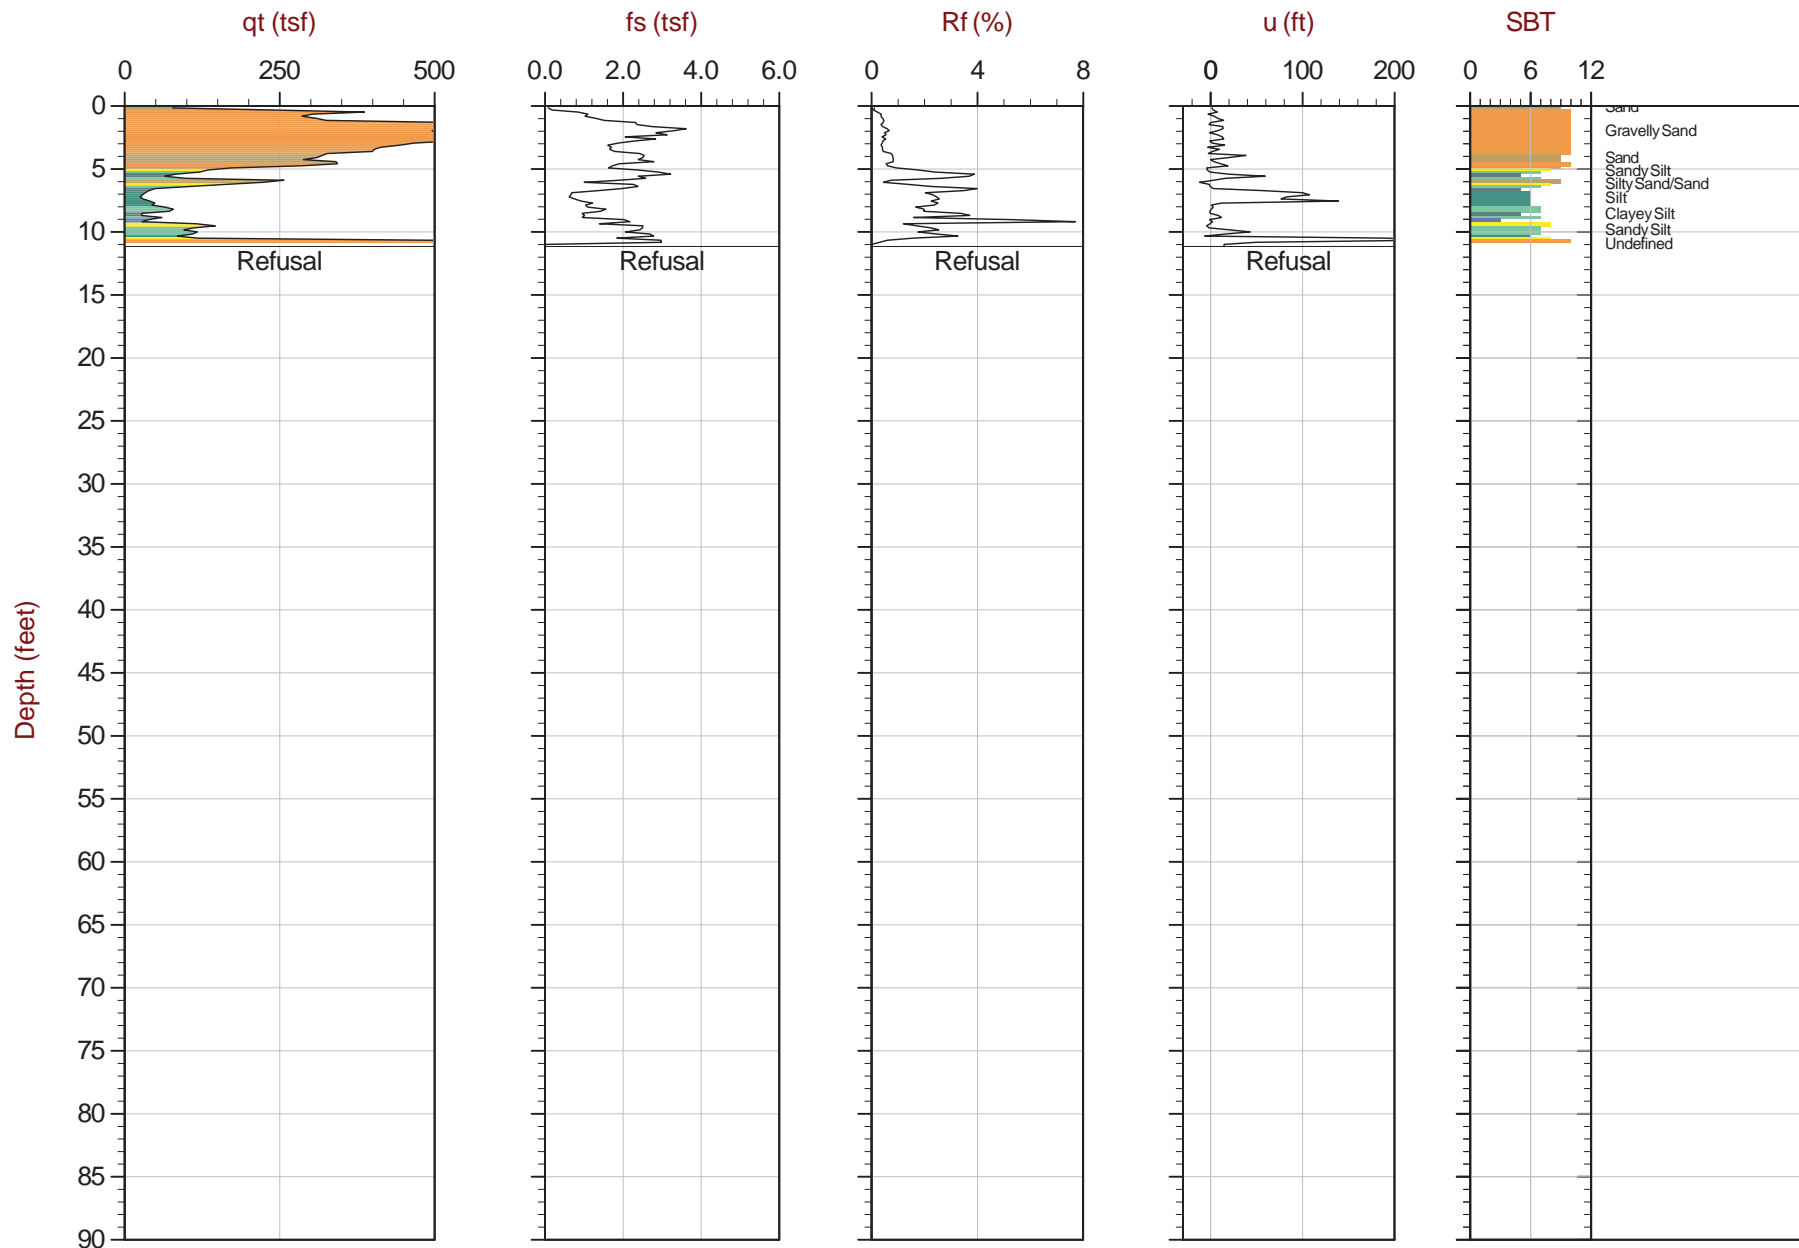 qt (tsf) fs (tsf) Rf (%) u (ft) SBT
0 250 500 0.0 2.0 4.0 6.0 0 4 8 0 100 200 0 6 12
0
5
10
15
20
25
30
35
40
45
50
55
60
65
70
75
80
85
90
Depth (feet)
Refusal Refusal Refusal Refusal
Sand
Gravelly Sand
Sand
Sandy Silt
Silty Sand/Sand
Silt
Clayey Silt
Sandy Silt
Undefined